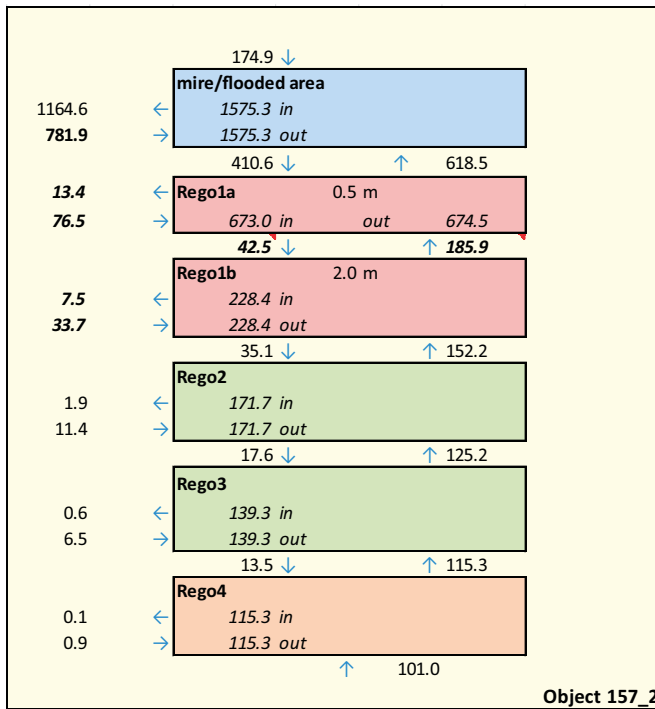 174.9 ↓
mire/flooded area
1164.6 ← 1575.3 in
781.9 → 1575.3 out
410.6 ↓ ↑ 618.5
13.4 ← Rego1a 0.5 m
76.5 → 673.0 in out 674.5
42.5 ↓ ↑ 185.9
Rego1b 2.0 m
7.5 ← 228.4 in
33.7 → 228.4 out
35.1 ↓ ↑ 152.2
Rego2
1.9 ← 171.7 in
11.4 → 171.7 out
17.6 ↓ ↑ 125.2
Rego3
0.6 ← 139.3 in
6.5 → 139.3 out
13.5 ↓ ↑ 115.3
Rego4
0.1 ← 115.3 in
0.9 → 115.3 out
↑ 101.0
Object 157_2